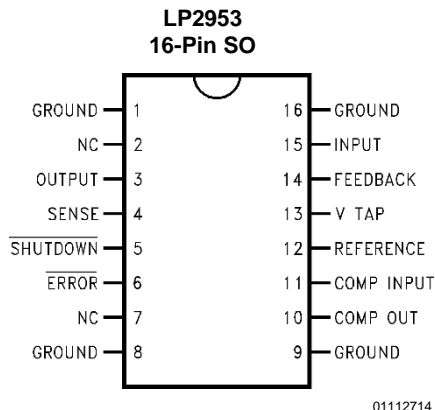 LP2953
16-Pin SO
GROUND 1 16 GROUND
NC 2 15 INPUT
OUTPUT 3 14 FEEDBACK
SENSE 4 13 V TAP
SHUTDOWN 5 12 REFERENCE
ERROR 6 11 COMP INPUT
NC 7 10 COMP OUT
GROUND 8 9 GROUND
01112714